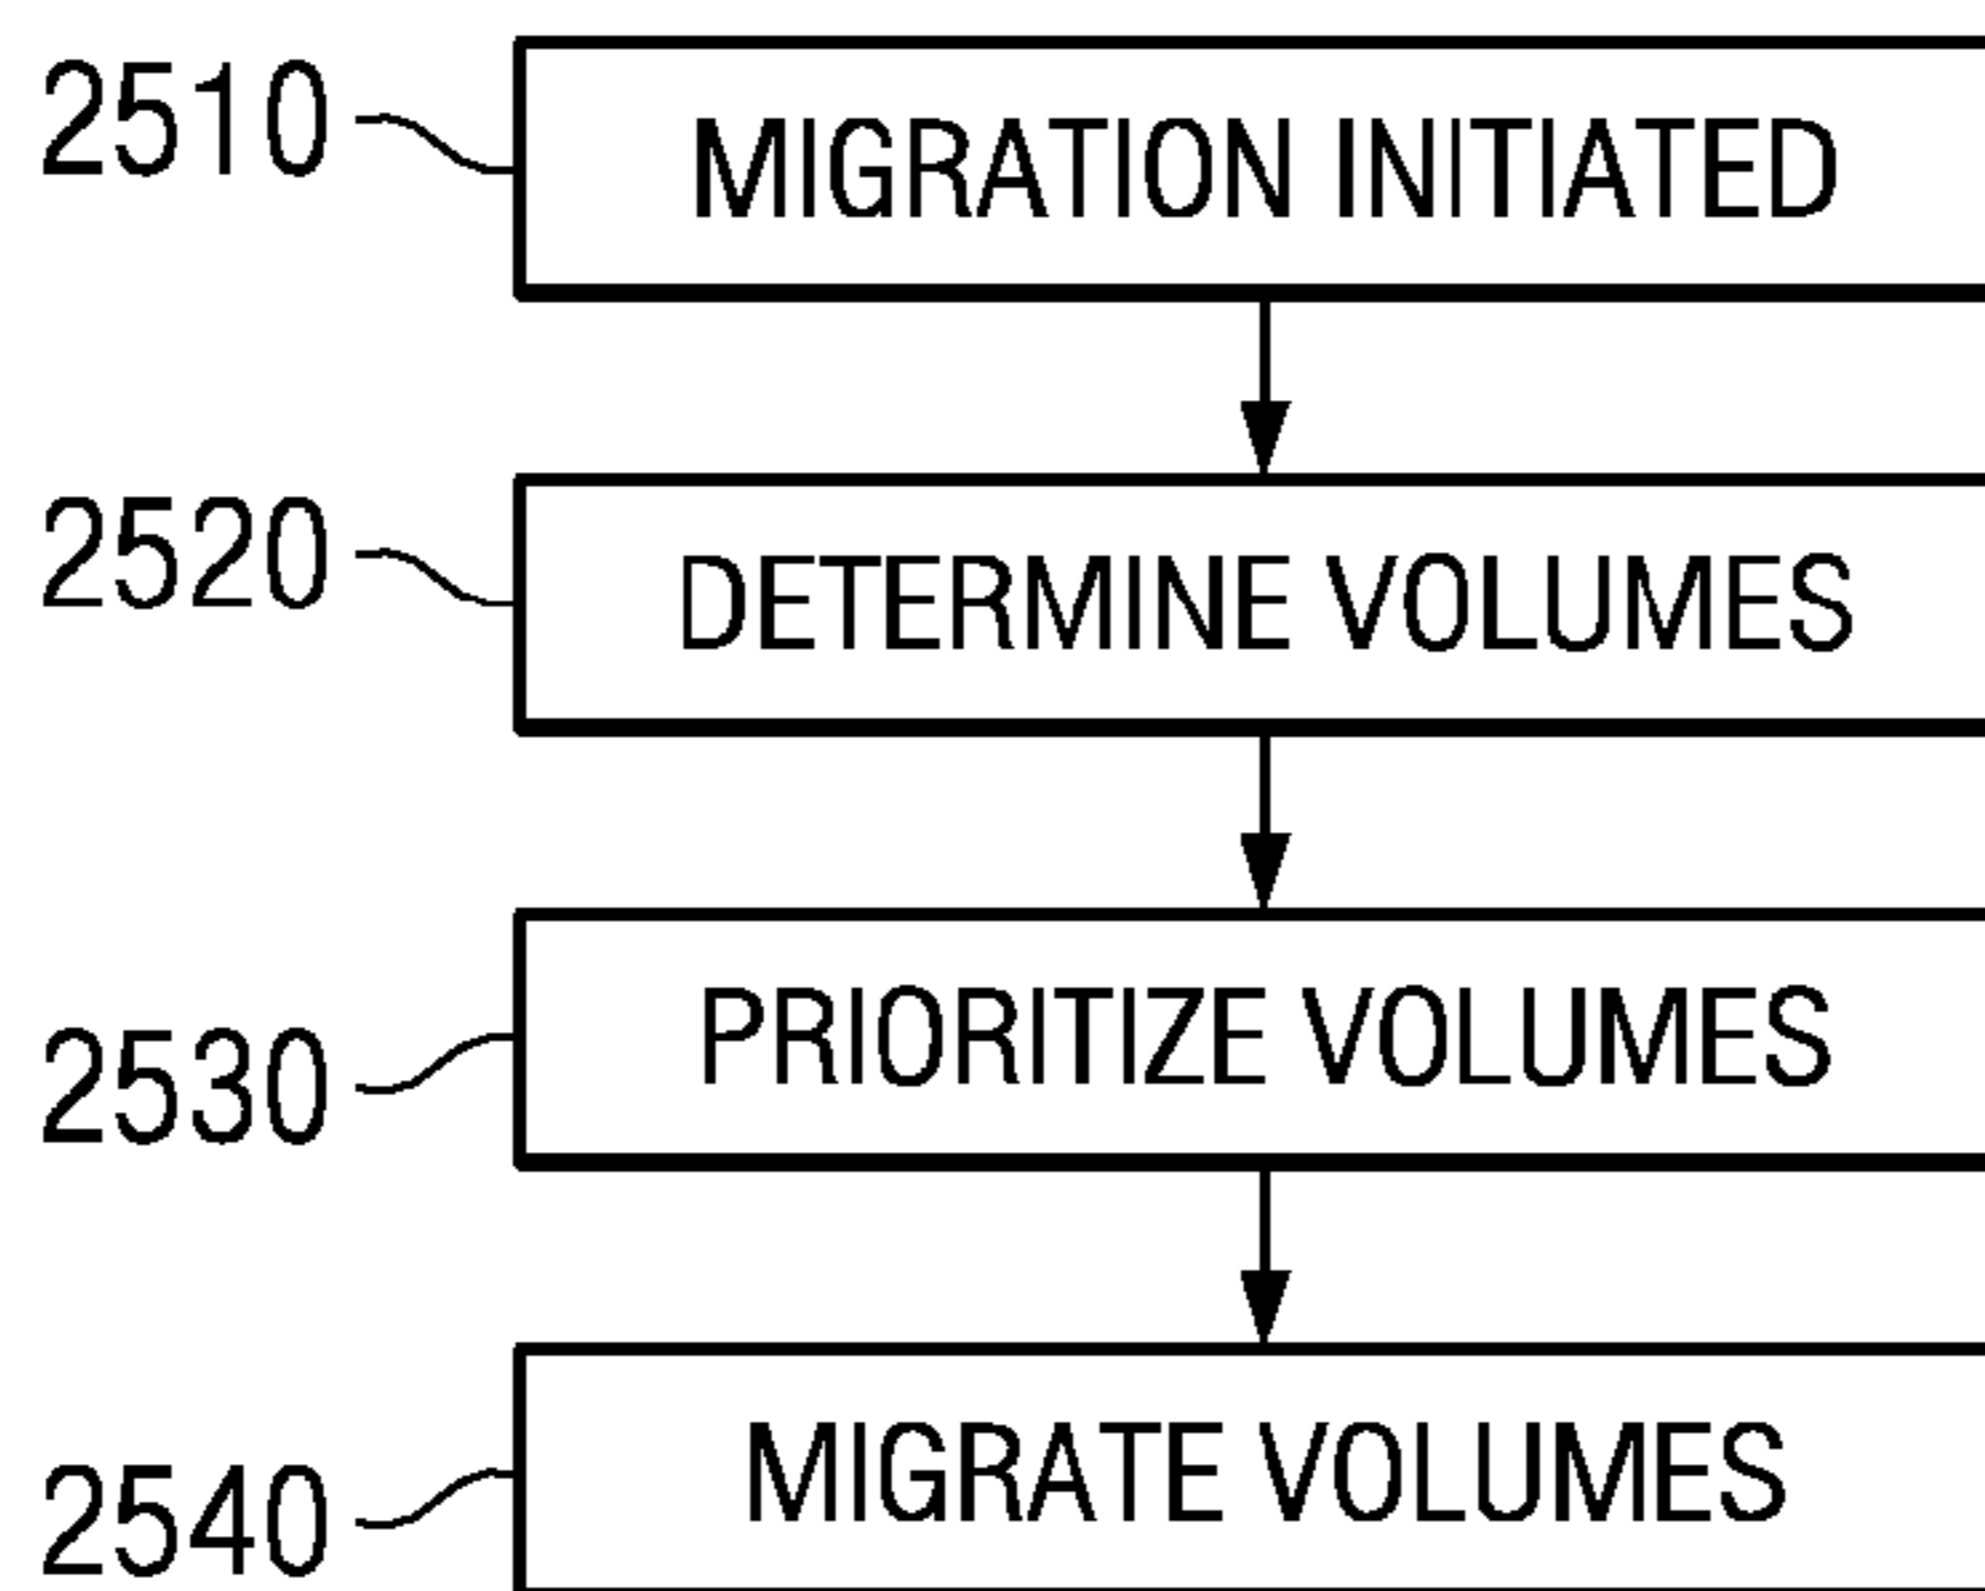 2510 MIGRATION INITIATED
2520 DETERMINE VOLUMES
2530 PRIORITIZE VOLUMES
2540 MIGRATE VOLUMES